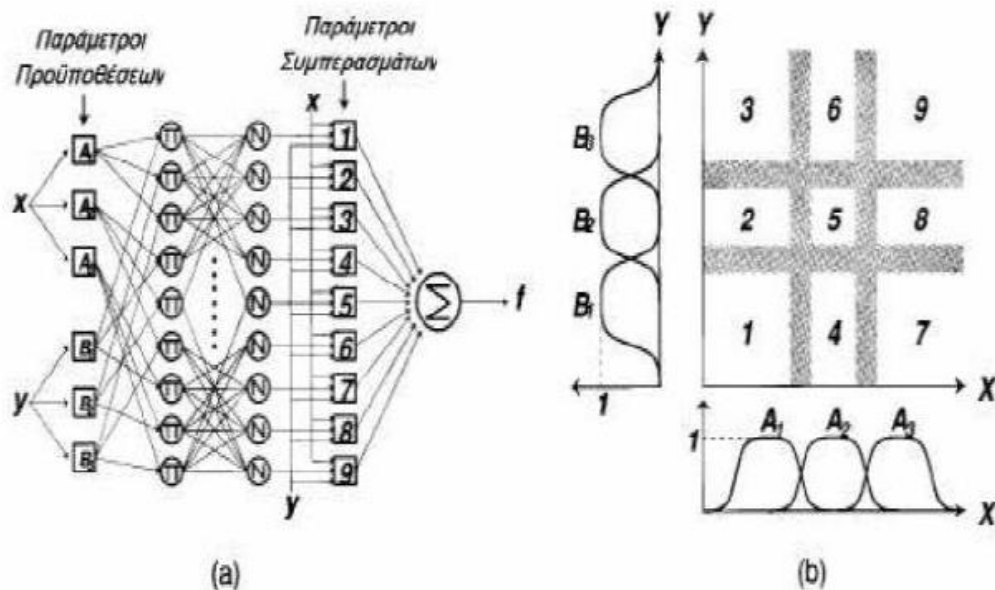 Παράμετροι
Προϋποθέσεων
Παράμετροι
Συμπερασμάτων
x
y
A
A
A
B
B
B
Π
Π
Π
Π
Π
Π
Π
Π
Π
N
N
N
N
N
N
N
N
N
x
1
2
3
4
5
6
7
8
9
y
Σ
f
(a)
Y
B3
B2
B1
1
Y
3 6 9
2 5 8
1 4 7
X
1
A1 A2 A3
X
(b)